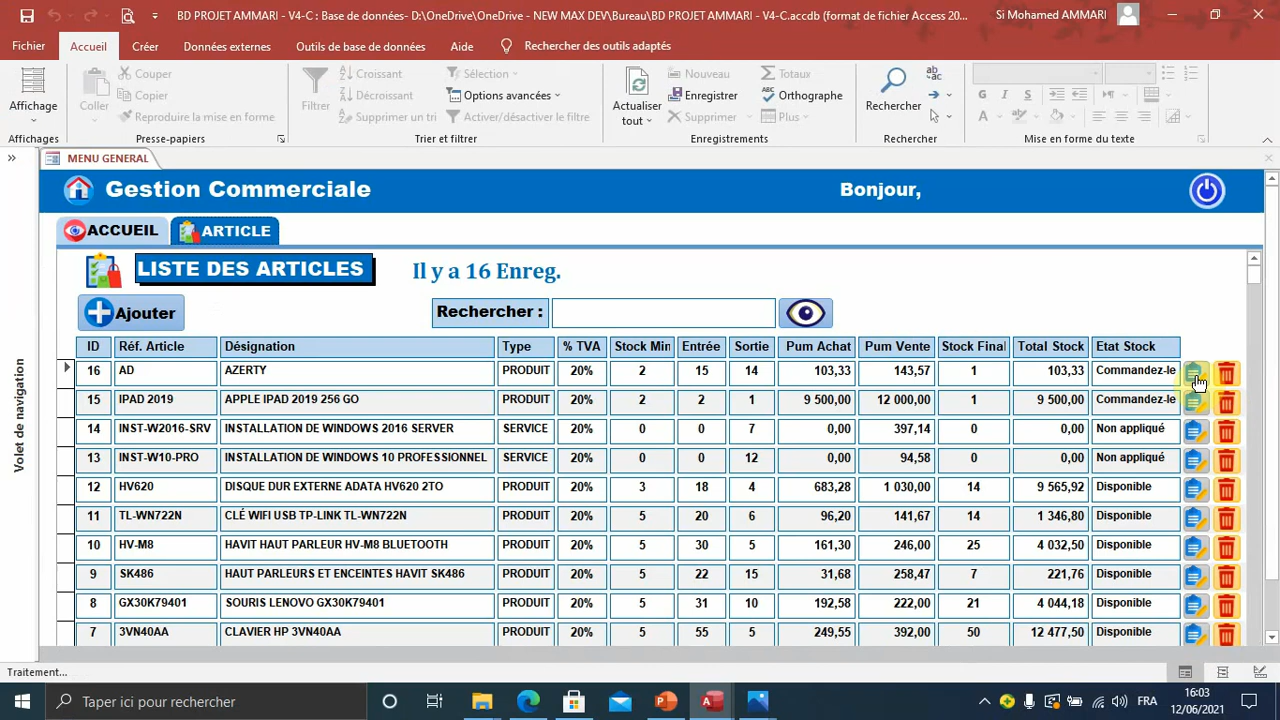 BD PROJET AMMARI - V4-C : Base de données- D:\OneDrive\OneDrive - NEW MAX DEV\Bureau\BD PROJET AMMARI - V4-C.accdb (format de fichier Access 20... Si Mohamed AMMARI
Fichier Accueil Créer Données externes Outils de base de données Aide Rechercher des outils adaptés
Affichage Coller Couper Copier Reproduire la mise en forme
Filtrer Croissant Décroissant Supprimer un tri Sélection Options avancées Activer/désactiver le filtre
Actualiser tout Nouveau Enregistrer Supprimer Totaux Orthographe Plus
Rechercher G I S A
Affichages Presse-papiers Trier et filtrer Enregistrements Rechercher Mise en forme du texte
MENU GENERAL
Gestion Commerciale Bonjour,
ACCUEIL ARTICLE
LISTE DES ARTICLES Il y a 16 Enreg.
Ajouter Rechercher :
ID Réf. Article Désignation Type % TVA Stock Min Entrée Sortie Pum Achat Pum Vente Stock Final Total Stock Etat Stock
16 AD AZERTY PRODUIT 20% 2 15 14 103,33 143,57 1 103,33 Commandez-le
15 IPAD 2019 APPLE IPAD 2019 256 GO PRODUIT 20% 2 2 1 9 500,00 12 000,00 1 9 500,00 Commandez-le
14 INST-W2016-SRV INSTALLATION DE WINDOWS 2016 SERVER SERVICE 20% 0 0 7 0,00 397,14 0 0,00 Non appliqué
13 INST-W10-PRO INSTALLATION DE WINDOWS 10 PROFESSIONNEL SERVICE 20% 0 0 12 0,00 94,58 0 0,00 Non appliqué
12 HV620 DISQUE DUR EXTERNE ADATA HV620 2TO PRODUIT 20% 3 18 4 683,28 1 030,00 14 9 565,92 Disponible
11 TL-WN722N CLÉ WIFI USB TP-LINK TL-WN722N PRODUIT 20% 5 20 6 96,20 141,67 14 1 346,80 Disponible
10 HV-M8 HAVIT HAUT PARLEUR HV-M8 BLUETOOTH PRODUIT 20% 5 30 5 161,30 246,00 25 4 032,50 Disponible
9 SK486 HAUT PARLEURS ET ENCEINTES HAVIT SK486 PRODUIT 20% 5 22 15 31,68 258,47 7 221,76 Disponible
8 GX30K79401 SOURIS LENOVO GX30K79401 PRODUIT 20% 5 31 10 192,58 222,00 21 4 044,18 Disponible
7 3VN40AA CLAVIER HP 3VN40AA PRODUIT 20% 5 55 5 249,55 392,00 50 12 477,50 Disponible
Volet de navigation
Traitement...
Taper ici pour rechercher FRA 16:03
12/06/2021